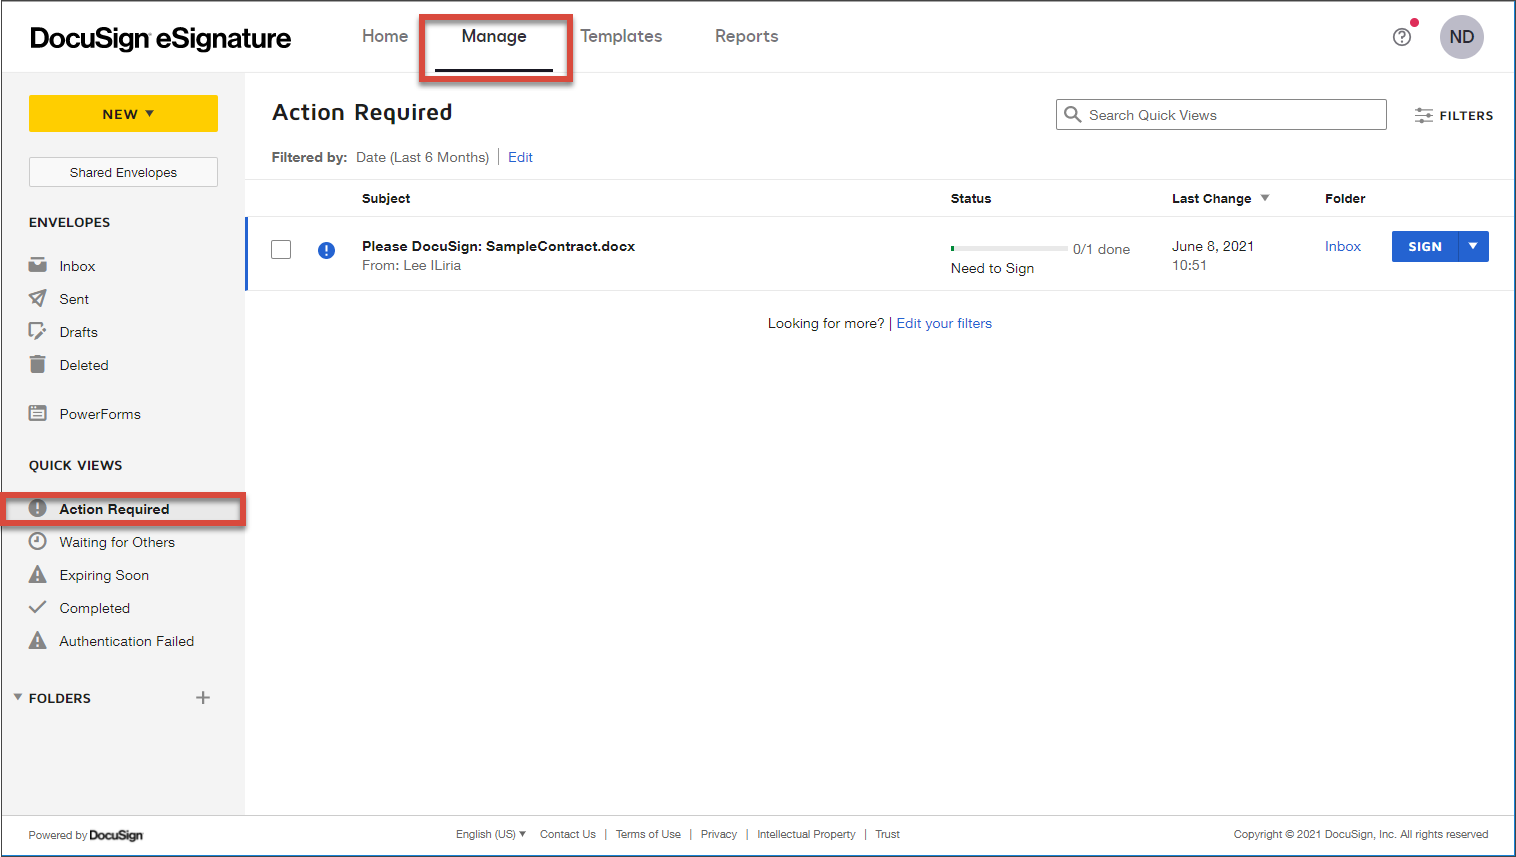 DocuSign eSignature
Home
Manage
Templates
Reports
ND
NEW
Shared Envelopes
ENVELOPES
Inbox
Sent
Drafts
Deleted
PowerForms
QUICK VIEWS
Action Required
Waiting for Others
Expiring Soon
Completed
Authentication Failed
FOLDERS
Action Required
Search Quick Views
FILTERS
Filtered by: Date (Last 6 Months) | Edit
Subject
Status
Last Change
Folder
Please DocuSign: SampleContract.docx
From: Lee ILiria
0/1 done
Need to Sign
June 8, 2021
10:51
Inbox
SIGN
Looking for more? | Edit your filters
Powered by DocuSign
English (US) Contact Us | Terms of Use | Privacy | Intellectual Property | Trust
Copyright © 2021 DocuSign, Inc. All rights reserved